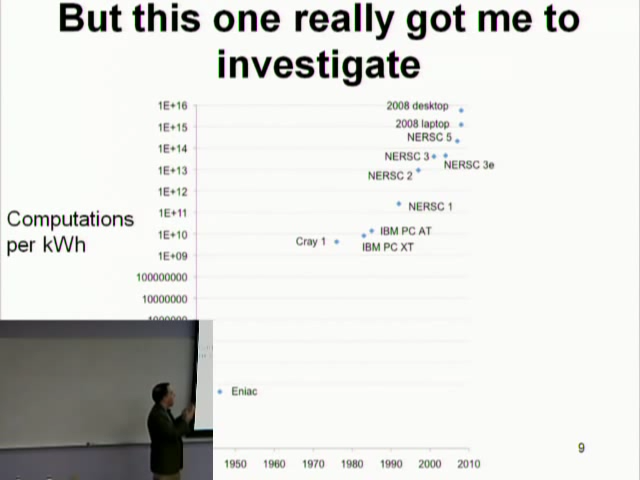 But this one really got me to
investigate
1E+16
2008 desktop
1E+15
2008 laptop
NERSC 5
1E+14
NERSC 3
NERSC 3e
1E+13
NERSC 2
1E+12
1E+11
NERSC 1
Computations
per kWh
1E+10
IBM PC AT
Cray 1
IBM PC XT
1E+09
100000000
10000000
Eniac
1950 1960 1970 1980 1990 2000 2010
9